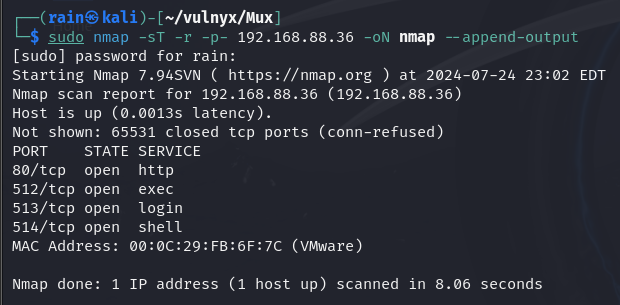 ┌──(rain㉿kali)-[~/vulnyx/Mux]
└─$ sudo nmap -sT -r -p- 192.168.88.36 -oN nmap --append-output
[sudo] password for rain:
Starting Nmap 7.94SVN ( https://nmap.org ) at 2024-07-24 23:02 EDT
Nmap scan report for 192.168.88.36 (192.168.88.36)
Host is up (0.0013s latency).
Not shown: 65531 closed tcp ports (conn-refused)
PORT    STATE SERVICE
80/tcp  open  http
512/tcp open  exec
513/tcp open  login
514/tcp open  shell
MAC Address: 00:0C:29:FB:6F:7C (VMware)

Nmap done: 1 IP address (1 host up) scanned in 8.06 seconds